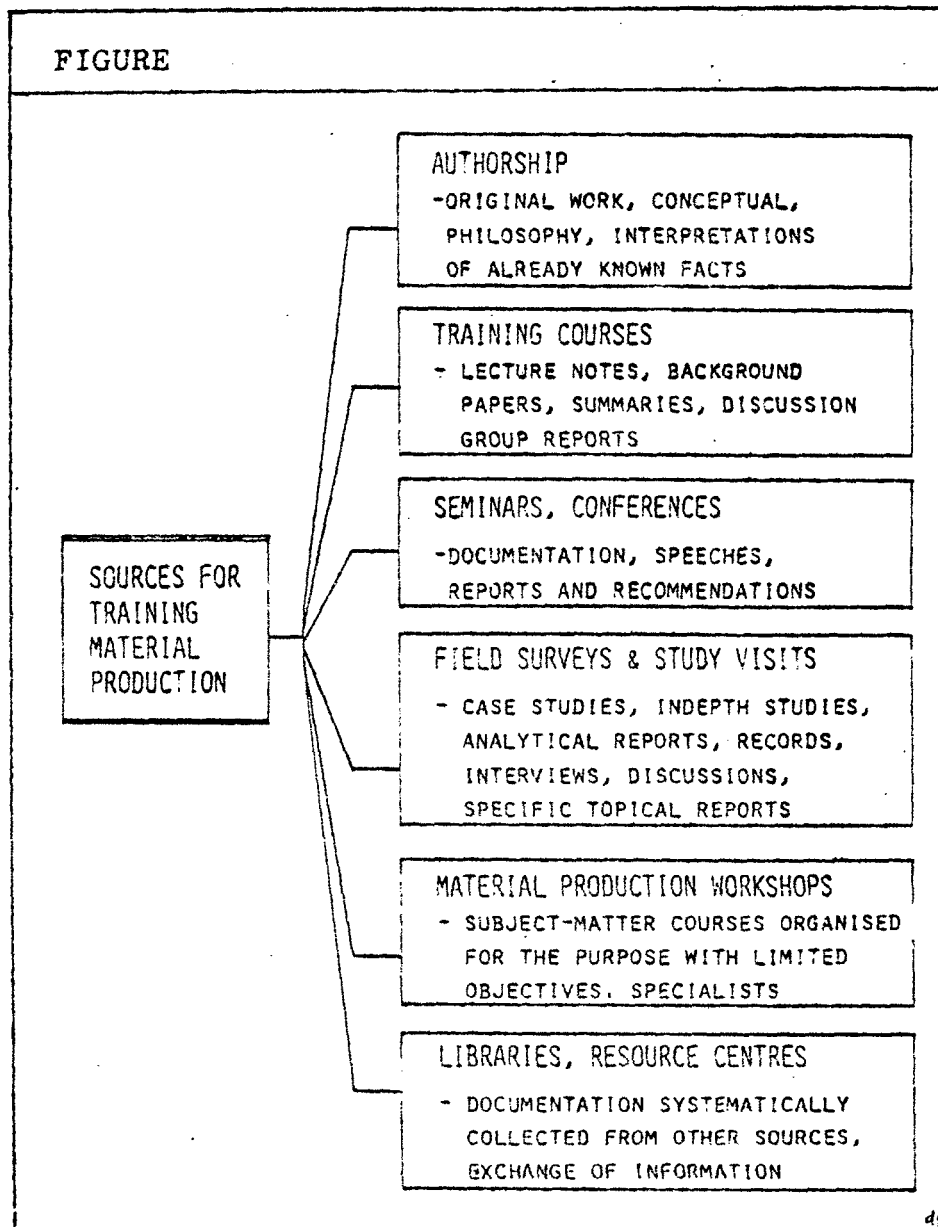 FIGURE
AUTHORSHIP
-ORIGINAL WORK, CONCEPTUAL,
PHILOSOPHY, INTERPRETATIONS
OF ALREADY KNOWN FACTS
TRAINING COURSES
- LECTURE NOTES, BACKGROUND
PAPERS, SUMMARIES, DISCUSSION
GROUP REPORTS
SEMINARS, CONFERENCES
-DOCUMENTATION, SPEECHES,
REPORTS AND RECOMMENDATIONS
SOURCES FOR
TRAINING
MATERIAL
PRODUCTION
FIELD SURVEYS & STUDY VISITS
- CASE STUDIES, INDEPTH STUDIES,
ANALYTICAL REPORTS, RECORDS,
INTERVIEWS, DISCUSSIONS,
SPECIFIC TOPICAL REPORTS
MATERIAL PRODUCTION WORKSHOPS
- SUBJECT-MATTER COURSES ORGANISED
FOR THE PURPOSE WITH LIMITED
OBJECTIVES. SPECIALISTS
LIBRARIES, RESOURCE CENTRES
- DOCUMENTATION SYSTEMATICALLY
COLLECTED FROM OTHER SOURCES,
EXCHANGE OF INFORMATION